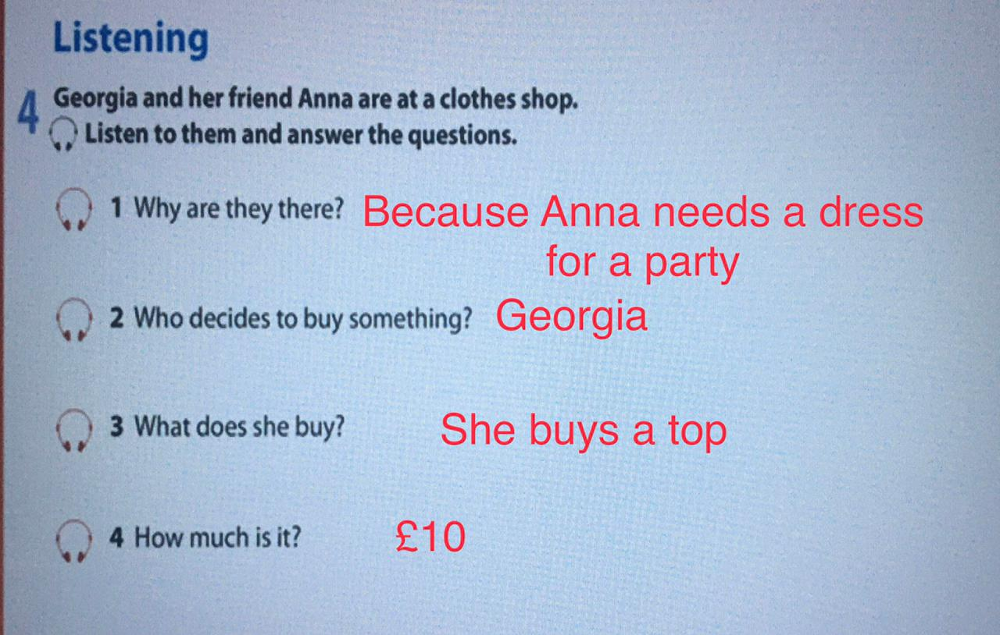 Listening
4 Georgia and her friend Anna are at a clothes shop.
Listen to them and answer the questions.
1 Why are they there? Because Anna needs a dress
for a party
2 Who decides to buy something? Georgia
3 What does she buy? She buys a top
4 How much is it? £10